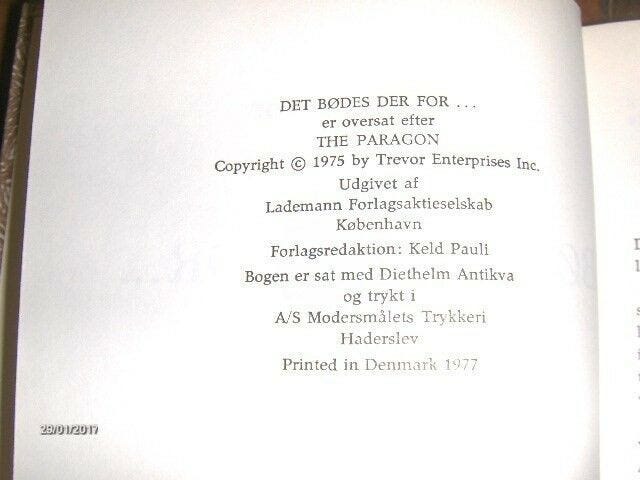 DET BØDES DER FOR ...
er oversat efter
THE PARAGON
Copyright © 1975 by Trevor Enterprises Inc.
Udgivet af
Lademann Forlagsaktieselskab
København
Forlagsredaktion: Keld Pauli
Bogen er sat med Diethelm Antikva
og trykt i
A/S Modersmålets Trykkeri
Haderslev
Printed in Denmark 1977
29/01/2017